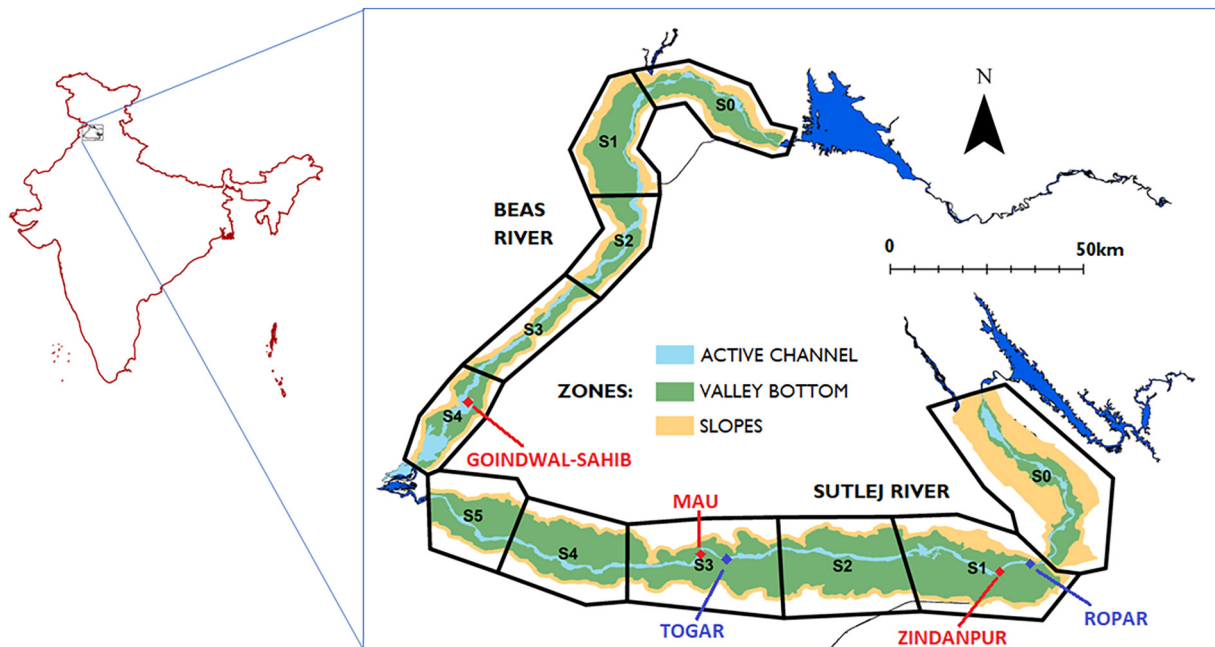 N
S0
S1
BEAS
RIVER
S2
0 50km
S3
ACTIVE CHANNEL
ZONES: VALLEY BOTTOM
SLOPES
S4
GOINDWAL-SAHIB
S0
MAU
SUTLEJ RIVER
S5
S4
S3
S2
S1
TOGAR
ZINDANPUR
ROPAR